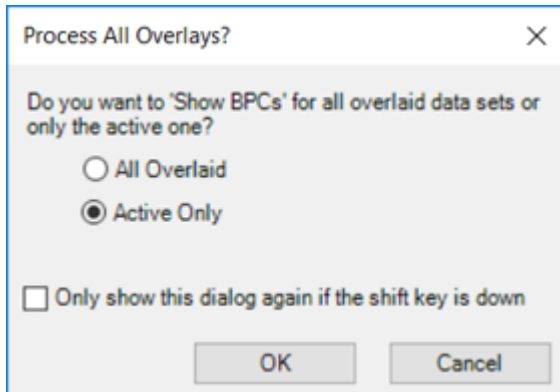 Process All Overlays?
Do you want to 'Show BPCs' for all overlaid data sets or
only the active one?
All Overlaid
Active Only
Only show this dialog again if the shift key is down
OK Cancel